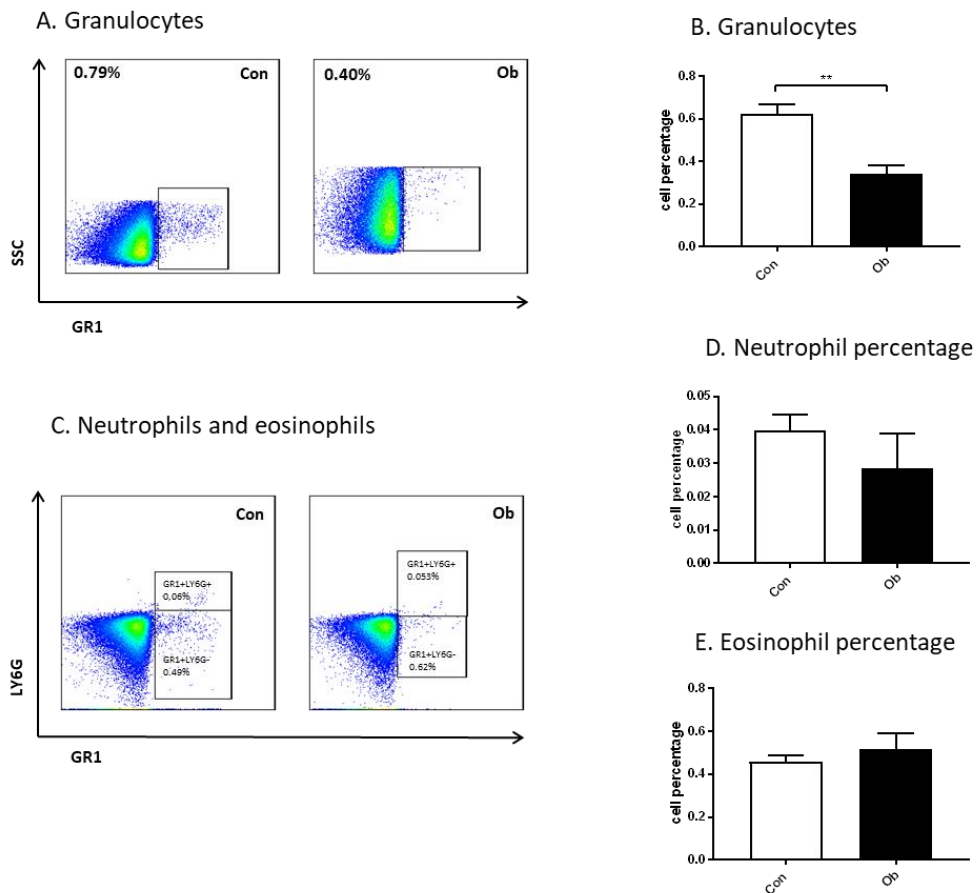 A. Granulocytes
0.79%
Con
0.40%
Ob
SSC
GR1
B. Granulocytes
**
0.8
0.6
0.4
0.2
0.0
cell percentage
Con
Ob
C. Neutrophils and eosinophils
Con
GR1+LY6G+
0,06%
GR1+LY6G-
0.49%
Ob
GR1+LY6G+
0.053%
GR1+LY6G-
0.62%
LY6G
GR1
D. Neutrophil percentage
0.05
0.04
0.03
0.02
0.01
0.00
cell percentage
Con
Ob
E. Eosinophil percentage
0.8
0.6
0.4
0.2
0.0
cell percentage
Con
Ob